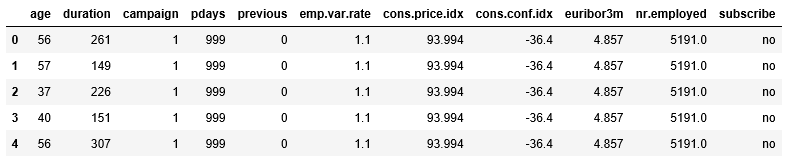 age duration campaign pdays previous emp.var.rate cons.price.idx cons.conf.idx euribor3m nr.employed subscribe
0 56 261 1 999 0 1.1 93.994 -36.4 4.857 5191.0 no
1 57 149 1 999 0 1.1 93.994 -36.4 4.857 5191.0 no
2 37 226 1 999 0 1.1 93.994 -36.4 4.857 5191.0 no
3 40 151 1 999 0 1.1 93.994 -36.4 4.857 5191.0 no
4 56 307 1 999 0 1.1 93.994 -36.4 4.857 5191.0 no